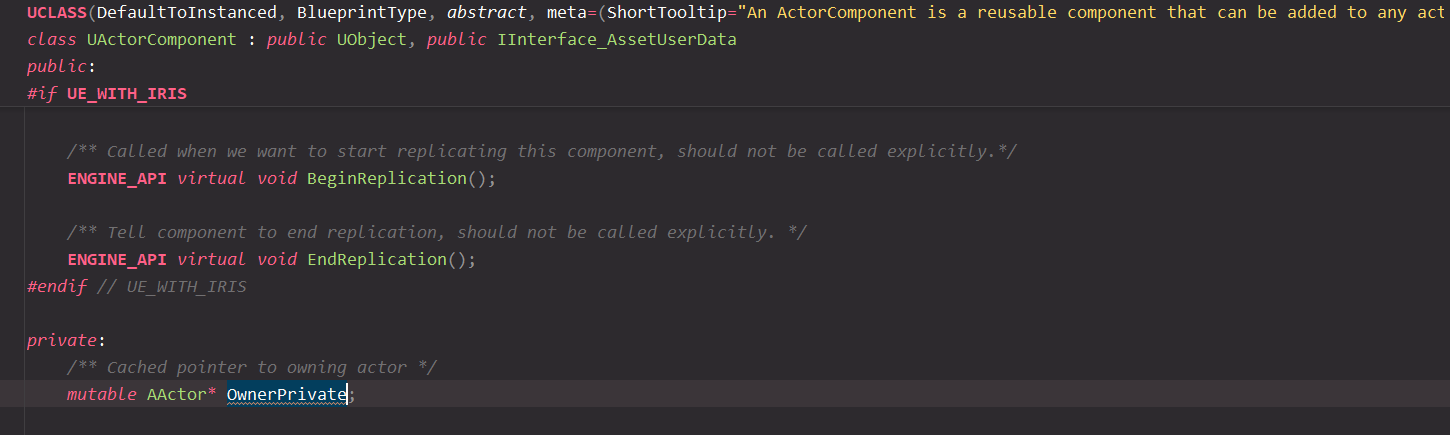 UCLASS(DefaultToInstanced, BlueprintType, abstract, meta=(ShortTooltip="An ActorComponent is a reusable component that can be added to any act
class UActorComponent : public UObject, public IInterface_AssetUserData
public:
#if UE_WITH_IRIS
/** Called when we want to start replicating this component, should not be called explicitly.*/
ENGINE_API virtual void BeginReplication();
/** Tell component to end replication, should not be called explicitly. */
ENGINE_API virtual void EndReplication();
#endif // UE_WITH_IRIS
private:
/** Cached pointer to owning actor */
mutable AActor* OwnerPrivate;